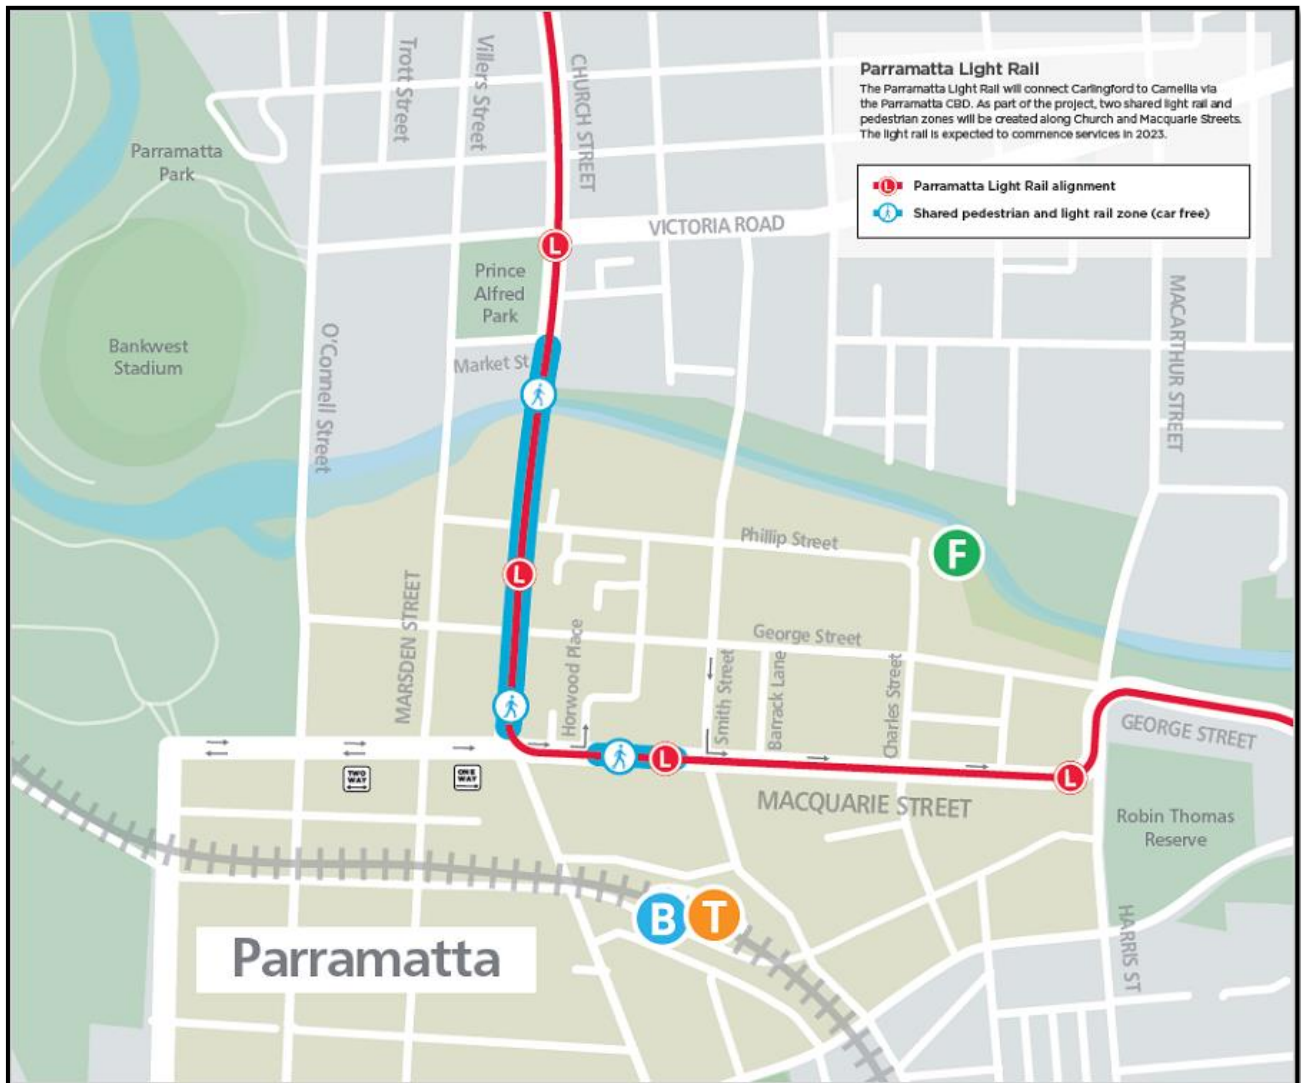 Parramatta Light Rail
The Parramatta Light Rail will connect Carlingford to Camellia via
the Parramatta CBD. As part of the project, two shared light rail and
pedestrian zones will be created along Church and Macquarie Streets.
The light rail is expected to commence services in 2023.
L Parramatta Light Rail alignment
Shared pedestrian and light rail zone (car free)
Trott Street
Villers Street
CHURCH STREET
Parramatta
Park
VICTORIA ROAD
L
Prince
Alfred
Park
MACARTHUR STREET
Bankwest
Stadium
O'Connell Street
Market St
Phillip Street
F
L
MARSDEN STREET
Horwood Place
George Street
Smith Street
Barrack Lane
Charles Street
GEORGE STREET
TWO
WAY
ONE
WAY
L
L
MACQUARIE STREET
Robin Thomas
Reserve
B
T
HARRIS ST
Parramatta